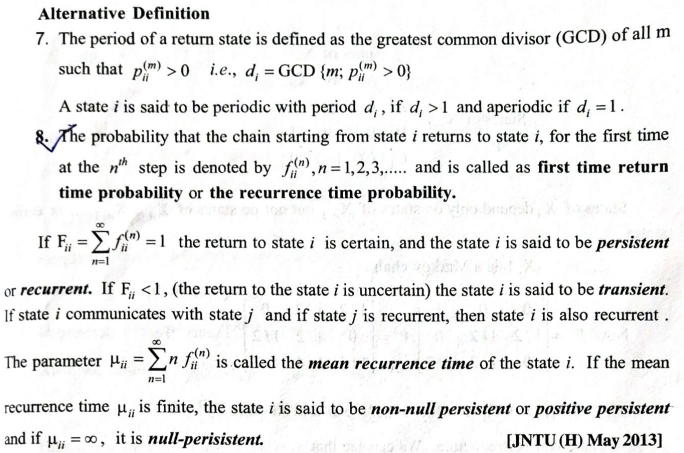 Alternative Definition
7. The period of a return state is defined as the greatest common divisor (GCD) of all m
such that p_{ii}^{(m)} > 0 i.e., d_i = GCD {m; p_{ii}^{(m)} > 0}
A state i is said to be periodic with period d_i, if d_i > 1 and aperiodic if d_i = 1.
8. The probability that the chain starting from state i returns to state i, for the first time
at the n^{th} step is denoted by f_{ii}^{(n)}, n = 1,2,3,..... and is called as first time return
time probability or the recurrence time probability.
If F_{ii} = ∑_{n=1}^{∞} f_{ii}^{(n)} = 1 the return to state i is certain, and the state i is said to be persistent
or recurrent. If F_{ii} < 1, (the return to the state i is uncertain) the state i is said to be transient.
If state i communicates with state j and if state j is recurrent, then state i is also recurrent .
The parameter μ_{ii} = ∑_{n=1}^{∞} n f_{ii}^{(n)} is called the mean recurrence time of the state i. If the mean
recurrence time μ_{ii} is finite, the state i is said to be non-null persistent or positive persistent
and if μ_{ii} = ∞, it is null-perisistent. [JNTU (H) May 2013]